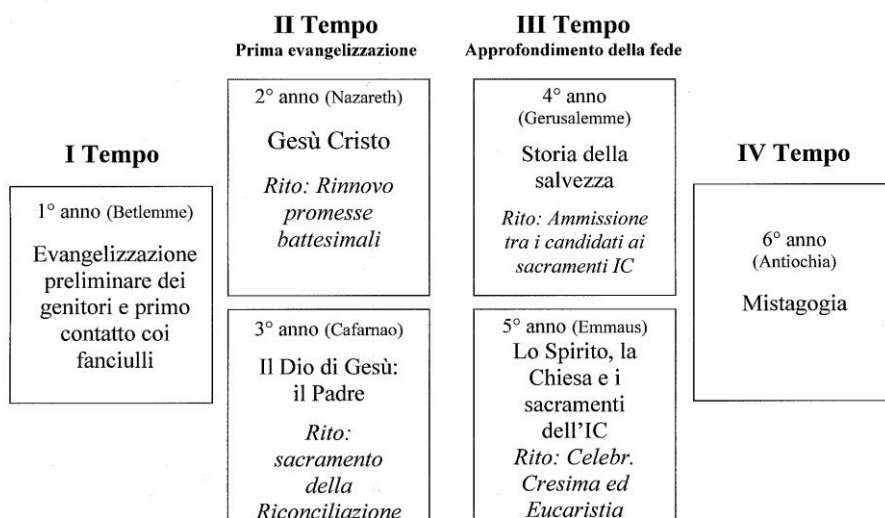 I Tempo
1° anno (Betlemme)
Evangelizzazione
preliminare dei
genitori e primo
contatto coi
fanciulli
II Tempo
Prima evangelizzazione
2° anno (Nazareth)
Gesù Cristo
Rito: Rinnovo
promesse
battesimali
3° anno (Cafarnao)
Il Dio di Gesù:
il Padre
Rito:
sacramento
della
Riconciliazione
III Tempo
Approfondimento della fede
4° anno
(Gerusalemme)
Storia della
salvezza
Rito: Ammissione
tra i candidati ai
sacramenti IC
5° anno (Emmaus)
Lo Spirito, la
Chiesa e i
sacramenti
dell'IC
Rito: Celebr.
Cresima ed
Eucaristia
IV Tempo
6° anno
(Antiochia)
Mistagogia